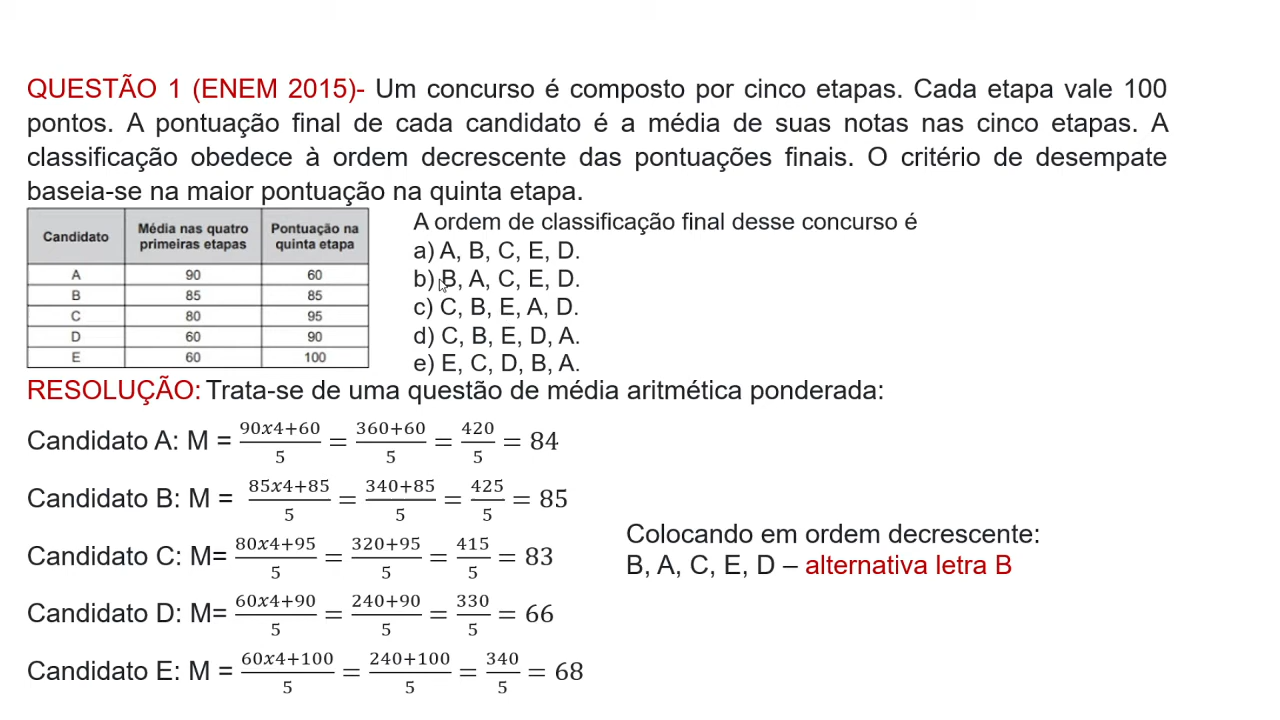 QUESTÃO 1 (ENEM 2015)- Um concurso é composto por cinco etapas. Cada etapa vale 100
pontos. A pontuação final de cada candidato é a média de suas notas nas cinco etapas. A
classificação obedece à ordem decrescente das pontuações finais. O critério de desempate
baseia-se na maior pontuação na quinta etapa.
Candidato | Média nas quatro primeiras etapas | Pontuação na quinta etapa
A | 90 | 60
B | 85 | 85
C | 80 | 95
D | 60 | 90
E | 60 | 100
A ordem de classificação final desse concurso é
a) A, B, C, E, D.
b) B, A, C, E, D.
c) C, B, E, A, D.
d) C, B, E, D, A.
e) E, C, D, B, A.
RESOLUÇÃO: Trata-se de uma questão de média aritmética ponderada:
Candidato A: M = 90x4+60/5 = 360+60/5 = 420/5 = 84
Candidato B: M = 85x4+85/5 = 340+85/5 = 425/5 = 85
Candidato C: M= 80x4+95/5 = 320+95/5 = 415/5 = 83
Candidato D: M= 60x4+90/5 = 240+90/5 = 330/5 = 66
Candidato E: M = 60x4+100/5 = 240+100/5 = 340/5 = 68
Colocando em ordem decrescente:
B, A, C, E, D – alternativa letra B